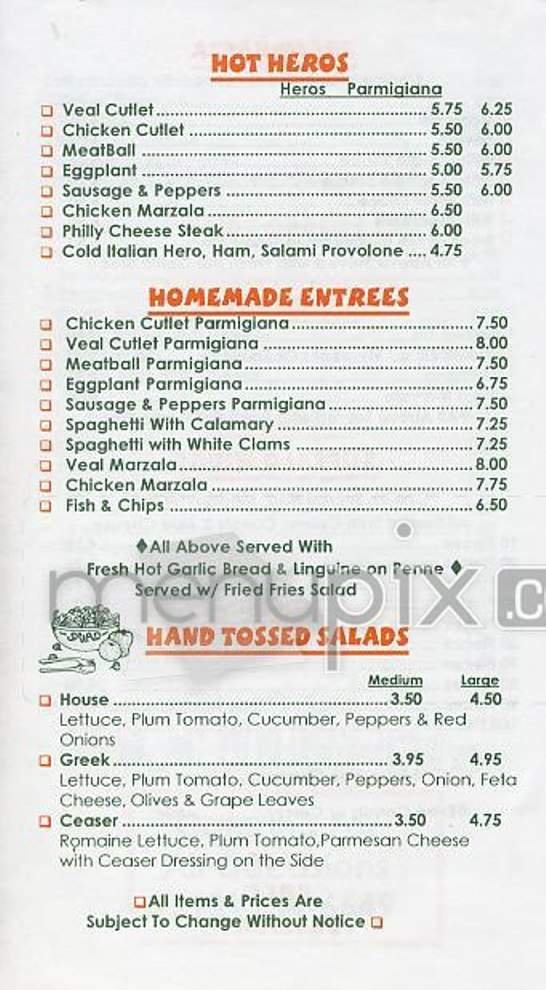 HOT HEROS
Heros Parmigiana
Veal Cutlet 5.75 6.25
Chicken Cutlet 5.50 6.00
MeatBall 5.50 6.00
Eggplant 5.00 5.75
Sausage & Peppers 5.50 6.00
Chicken Marzala 6.50
Philly Cheese Steak 6.00
Cold Italian Hero, Ham, Salami Provolone .... 4.75
HOMEMADE ENTREES
Chicken Cutlet Parmigiana 7.50
Veal Cutlet Parmigiana 8.00
Meatball Parmigiana 7.50
Eggplant Parmigiana 6.75
Sausage & Peppers Parmigiana 7.50
Spaghetti With Calamary 7.25
Spaghetti with White Clams 7.25
Veal Marzala 8.00
Chicken Marzala 7.75
Fish & Chips 6.50
♦All Above Served With
Fresh Hot Garlic Bread & Linguine on Penne ♦
Served w/ Fried Fries Salad
menupix.c
SALAD
HAND TOSSED SALADS
Medium Large
House 3.50 4.50
Lettuce, Plum Tomato, Cucumber, Peppers & Red
Onions
Greek 3.95 4.95
Lettuce, Plum Tomato, Cucumber, Peppers, Onion, Feta
Cheese, Olives & Grape Leaves
Ceaser 3.50 4.75
Romaine Lettuce, Plum Tomato,Parmesan Cheese
with Ceaser Dressing on the Side
All Items & Prices Are
Subject To Change Without Notice